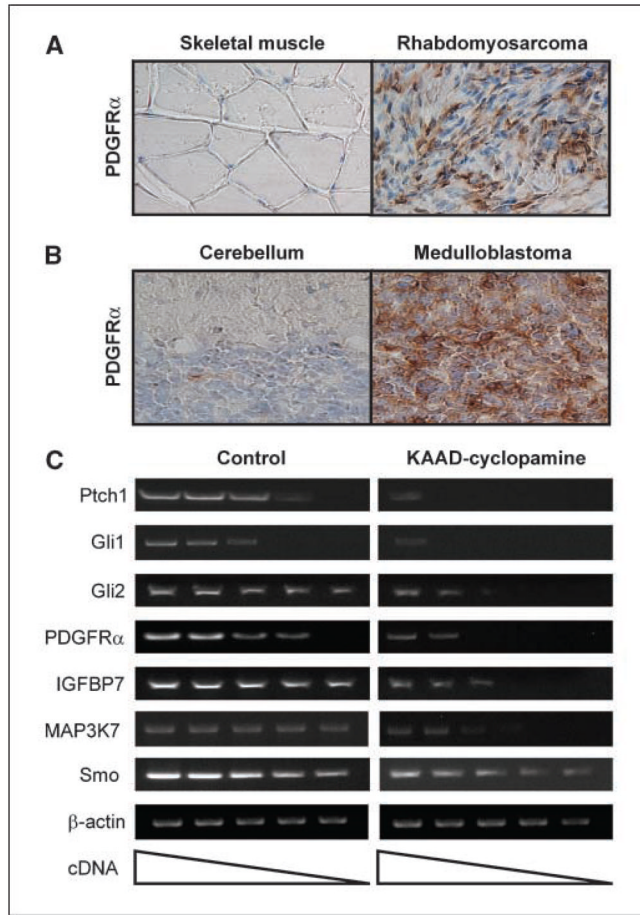 A
Skeletal muscle Rhabdomyosarcoma
PDGFRα
B
Cerebellum Medulloblastoma
PDGFRα
C
Control KAAD-cyclopamine
Ptch1
Gli1
Gli2
PDGFRα
IGFBP7
MAP3K7
Smo
β-actin
cDNA